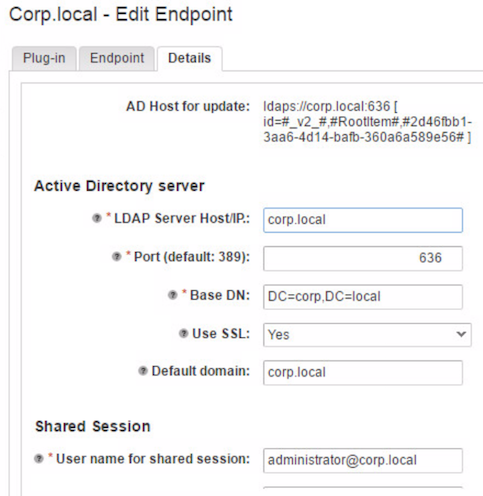 Corp.local - Edit Endpoint
Plug-in Endpoint Details
AD Host for update: ldaps://corp.local:636 [
id=#_v2_#,#RootItem#,#2d46fbb1-
3aa6-4d14-bafb-360a6a589e56# ]
Active Directory server
* LDAP Server Host/IP.: corp.local
* Port (default: 389): 636
* Base DN: DC=corp,DC=local
Use SSL: Yes
Default domain: corp.local
Shared Session
* User name for shared session: administrator@corp.local